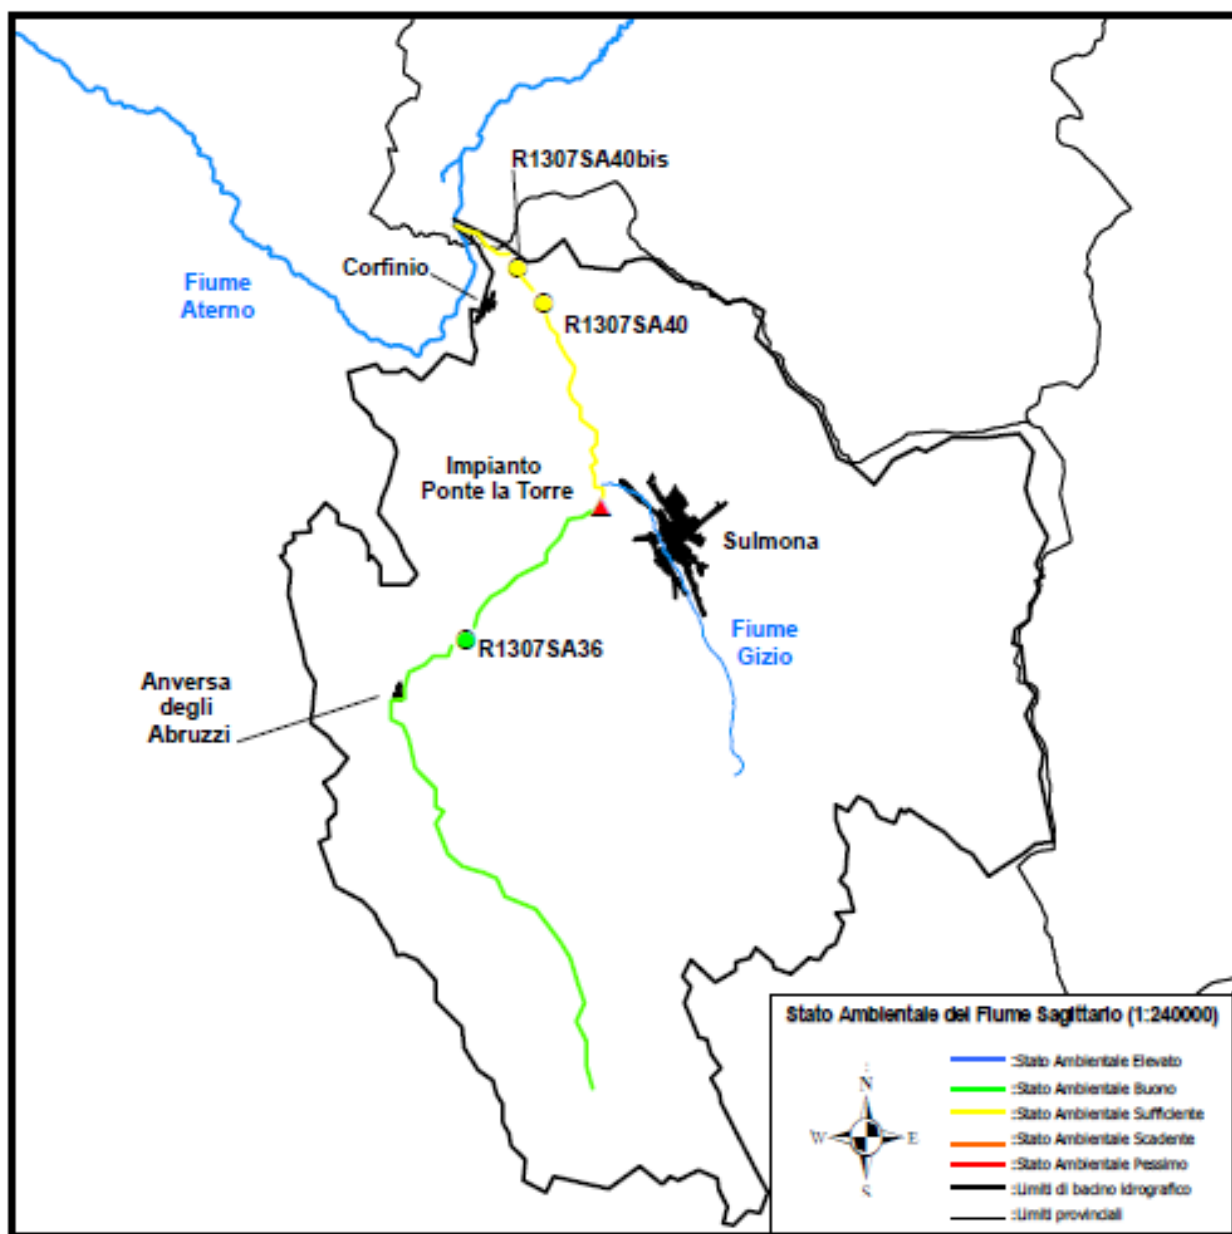 R1307SA40bis
Corfinio
Fiume
Aterno
R1307SA40
Impianto
Ponte la Torre
Sulmona
Fiume
Gizio
R1307SA36
Anversa
degli
Abruzzi
Stato Ambientale del Fiume Sagittario (1:240000)
:Stato Ambientale Elevato
:Stato Ambientale Buono
:Stato Ambientale Sufficiente
:Stato Ambientale Scadente
:Stato Ambientale Pessimo
:Limiti di bacino idrografico
:Limiti provinciali
N
W
E
S